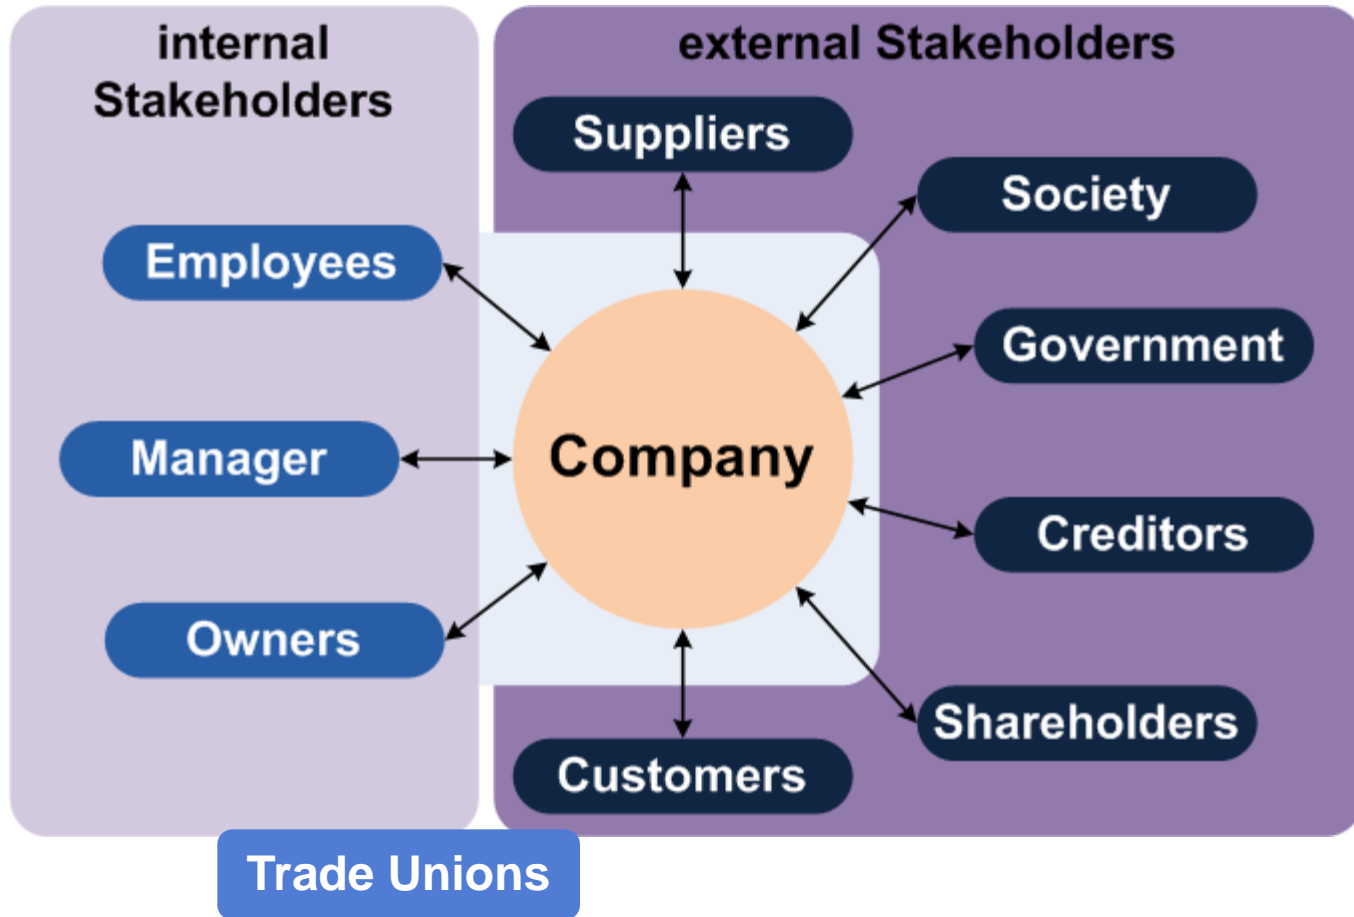 internal
Stakeholders
external Stakeholders
Suppliers
Society
Employees
Government
Manager
Company
Creditors
Owners
Shareholders
Customers
Trade Unions